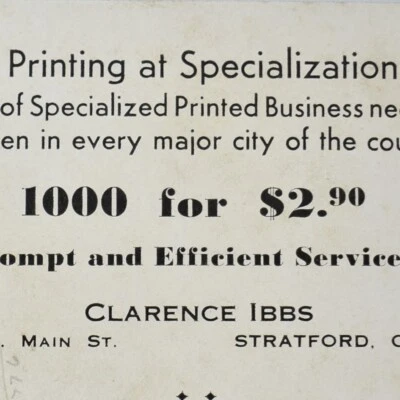 Printing at Specialization
of Specialized Printed Business nee
en in every major city of the cou
1000 for $2.90
ompt and Efficient Service
CLARENCE IBBS
. MAIN ST. STRATFORD, C